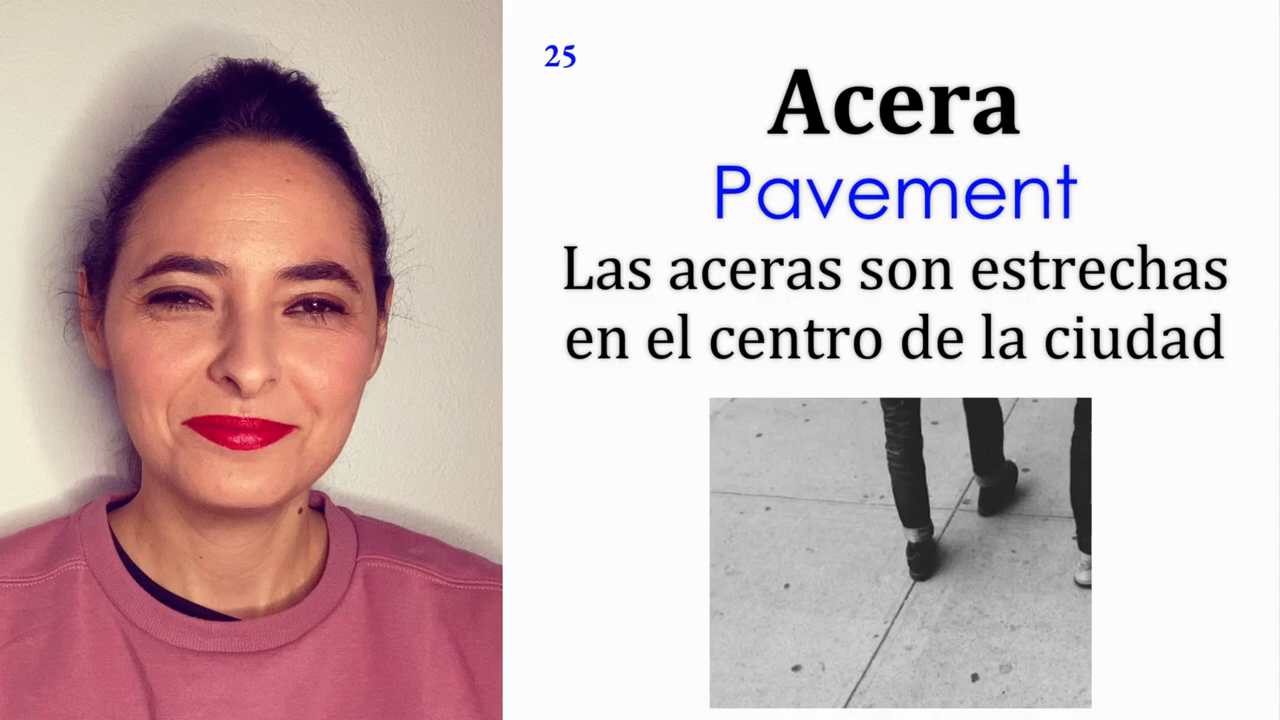 25
Acera
Pavement
Las aceras son estrechas
en el centro de la ciudad